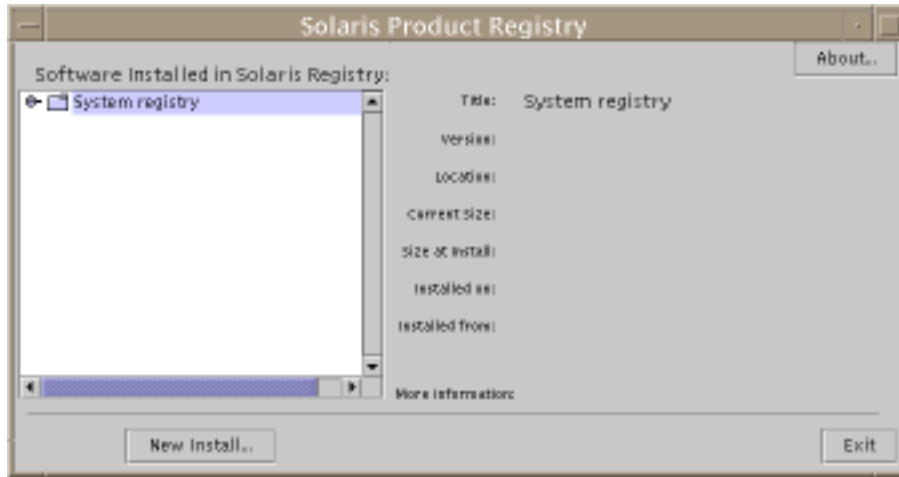 Solaris Product Registry
About...
Software Installed in Solaris Registry:
System registry
Title: System registry
Version:
Location:
Current Size:
Size at Install:
Installed on:
Installed from:
More Information:
New Install...
Exit